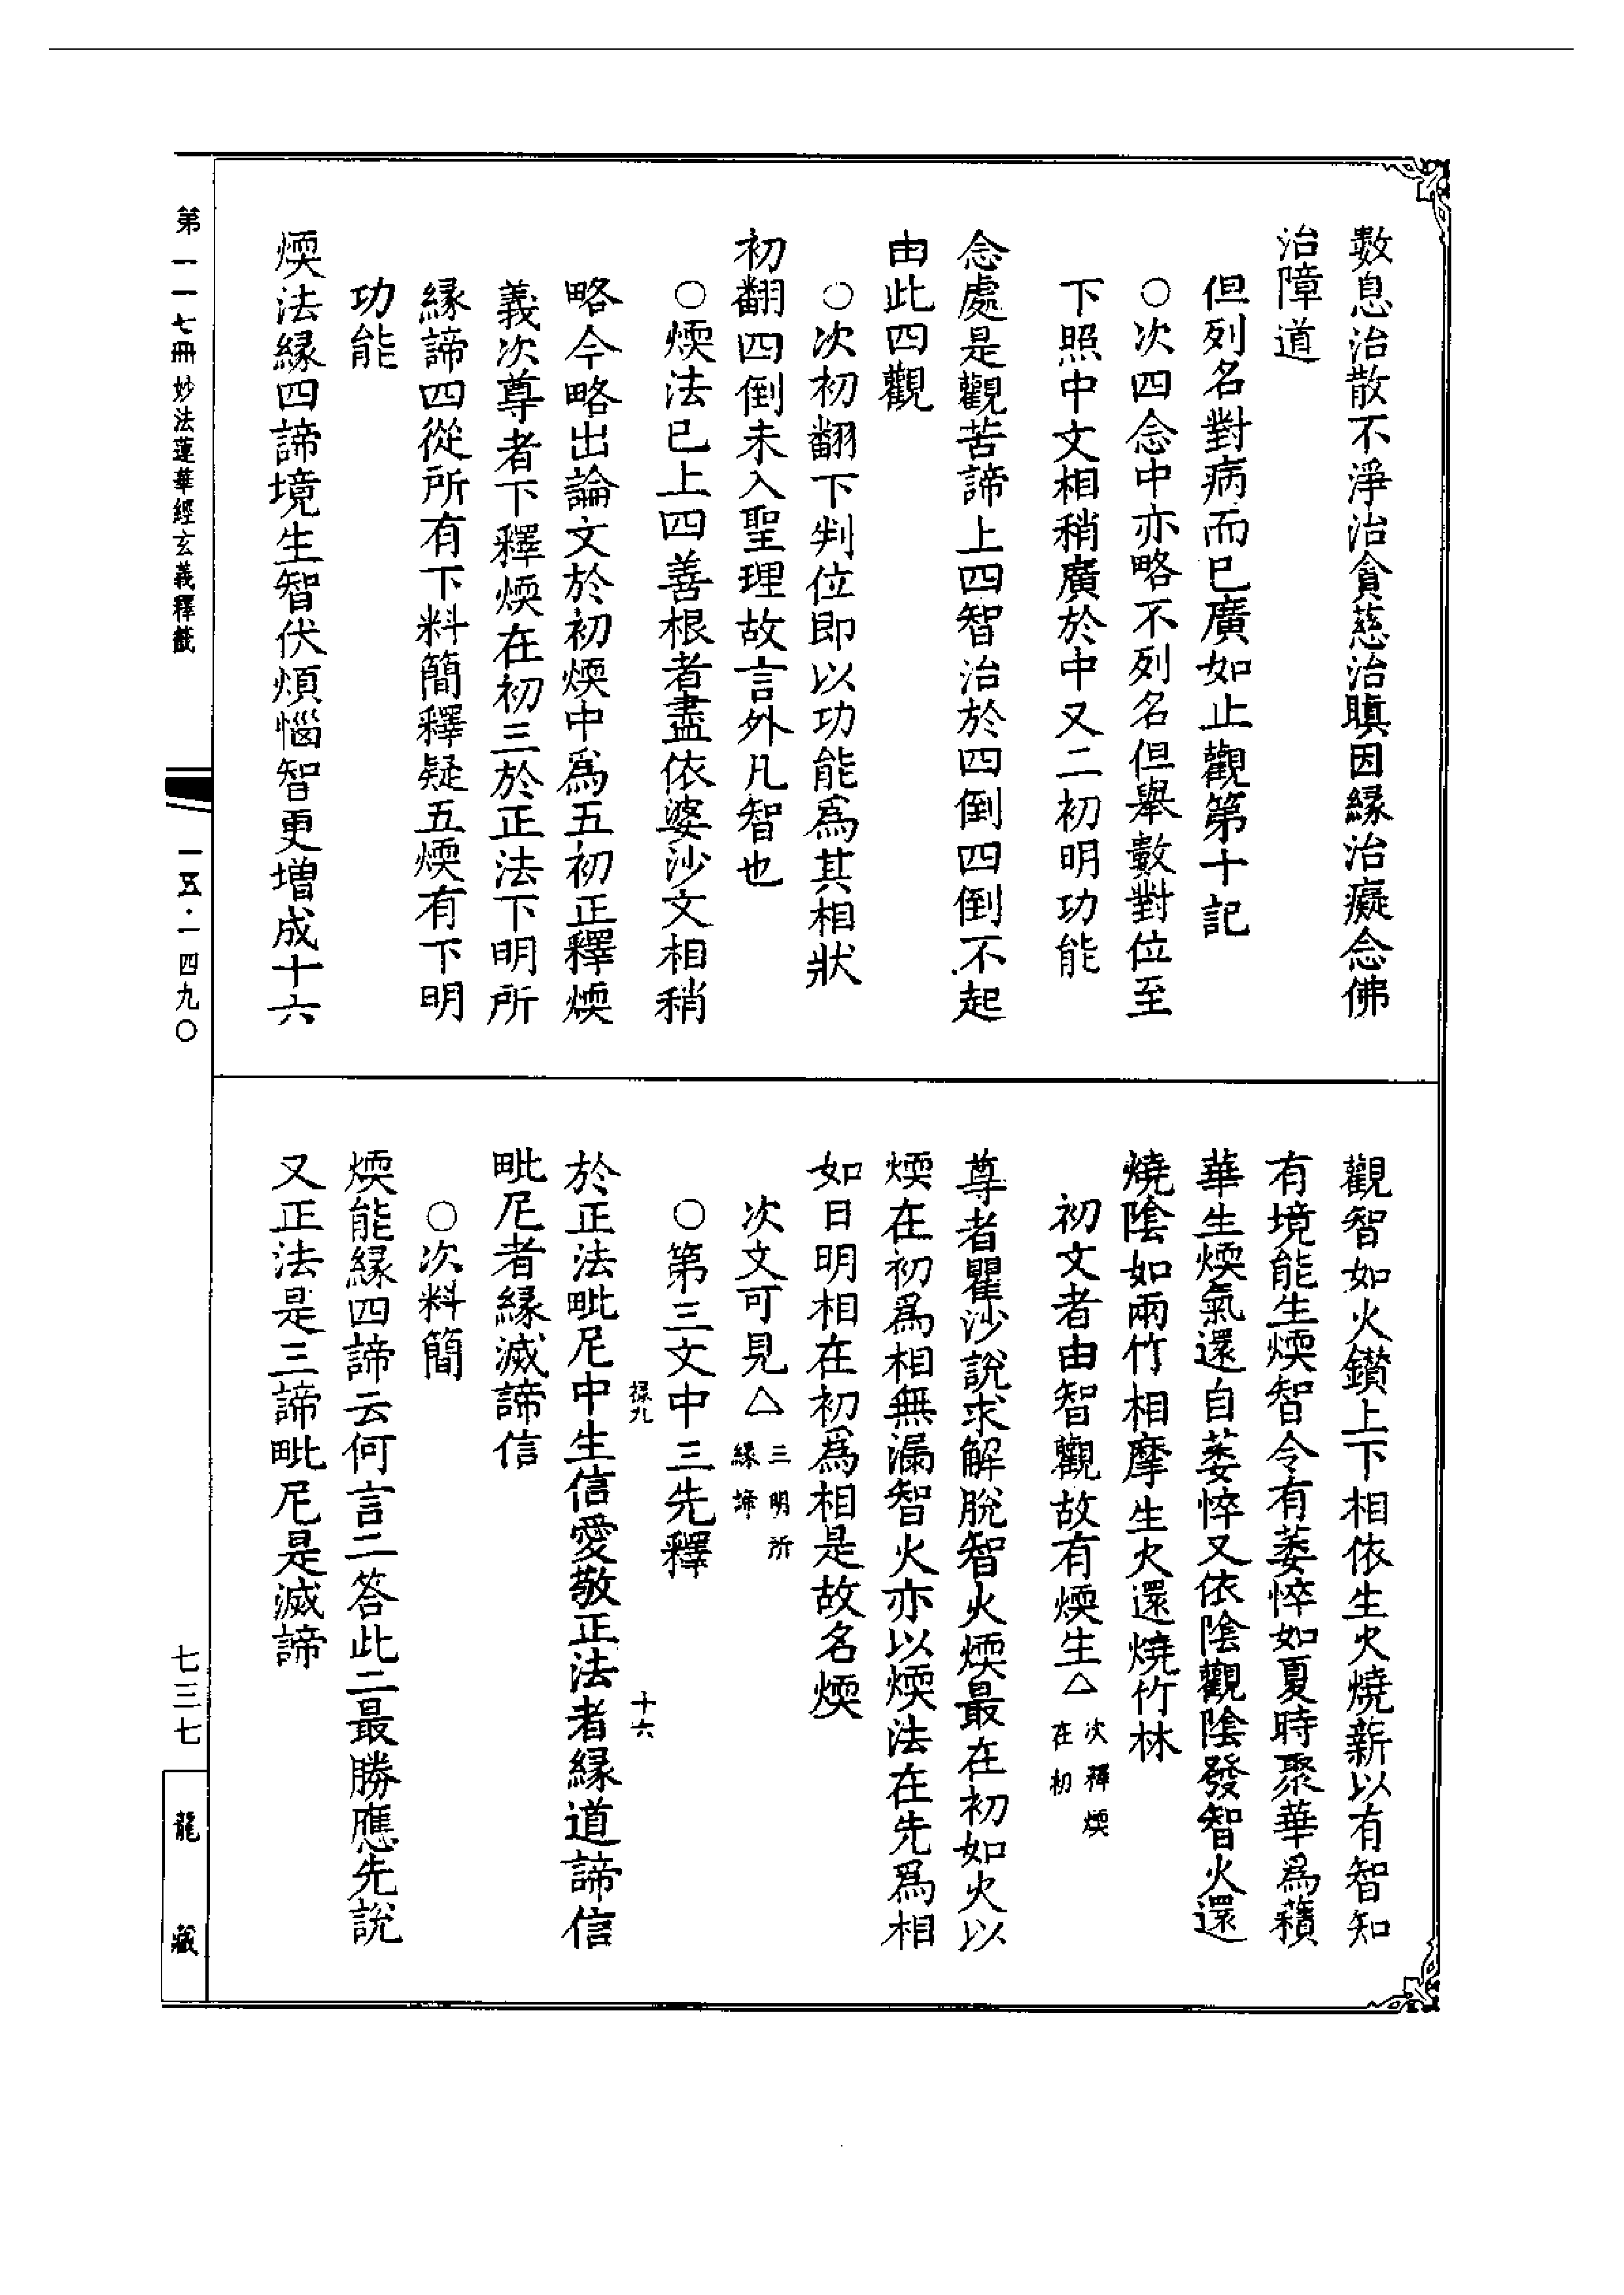 數息治散不淨治貪慈治瞋因緣治癡念佛
治障道
但列名對病而已廣如止觀第十記
○次四念中亦略不列名但舉數對位至
下照中文相稍廣於中又二初明功能
念處是觀苦諦上四智治於四倒四倒不起
由此四觀
○次初翻下判位即以功能為其相狀
初翻四倒未入聖理故言外凡智也
○煗法已上四善根者盡依婆沙文相稍
略今略出論文於初煗中為五初正釋煗
義次尊者下釋煗在初三於正法下明所
緣諦四從所有下料簡釋疑五煗有下明
功能
煗法緣四諦境生智伏煩惱智更增成十六
觀智如火鑽上下相依生火燒薪以有智知
有境能生煗智令有萎悴如夏時聚華為積
華生煗氣還自萎悴又依陰觀陰發智火還
燒陰如兩竹相摩生火還燒竹林
初文者由智觀故有煗生△次釋煗
在初
尊者瞿沙說求解脫智火煗最在初如火以
煗在初為相無漏智火亦以煗法在先為相
如日明相在初為相是故名煗
次文可見△三明所
緣諦
○第三文中三先釋
十六
於正法毗尼中生信愛敬正法者緣道諦信
毗尼者緣滅諦信
○次料簡
煗能緣四諦云何言二答此二最勝應先說
又正法是三諦毗尼是滅諦
第一一七冊 妙法蓮華經玄義釋籤
一五·一四九〇
七三七
龍藏